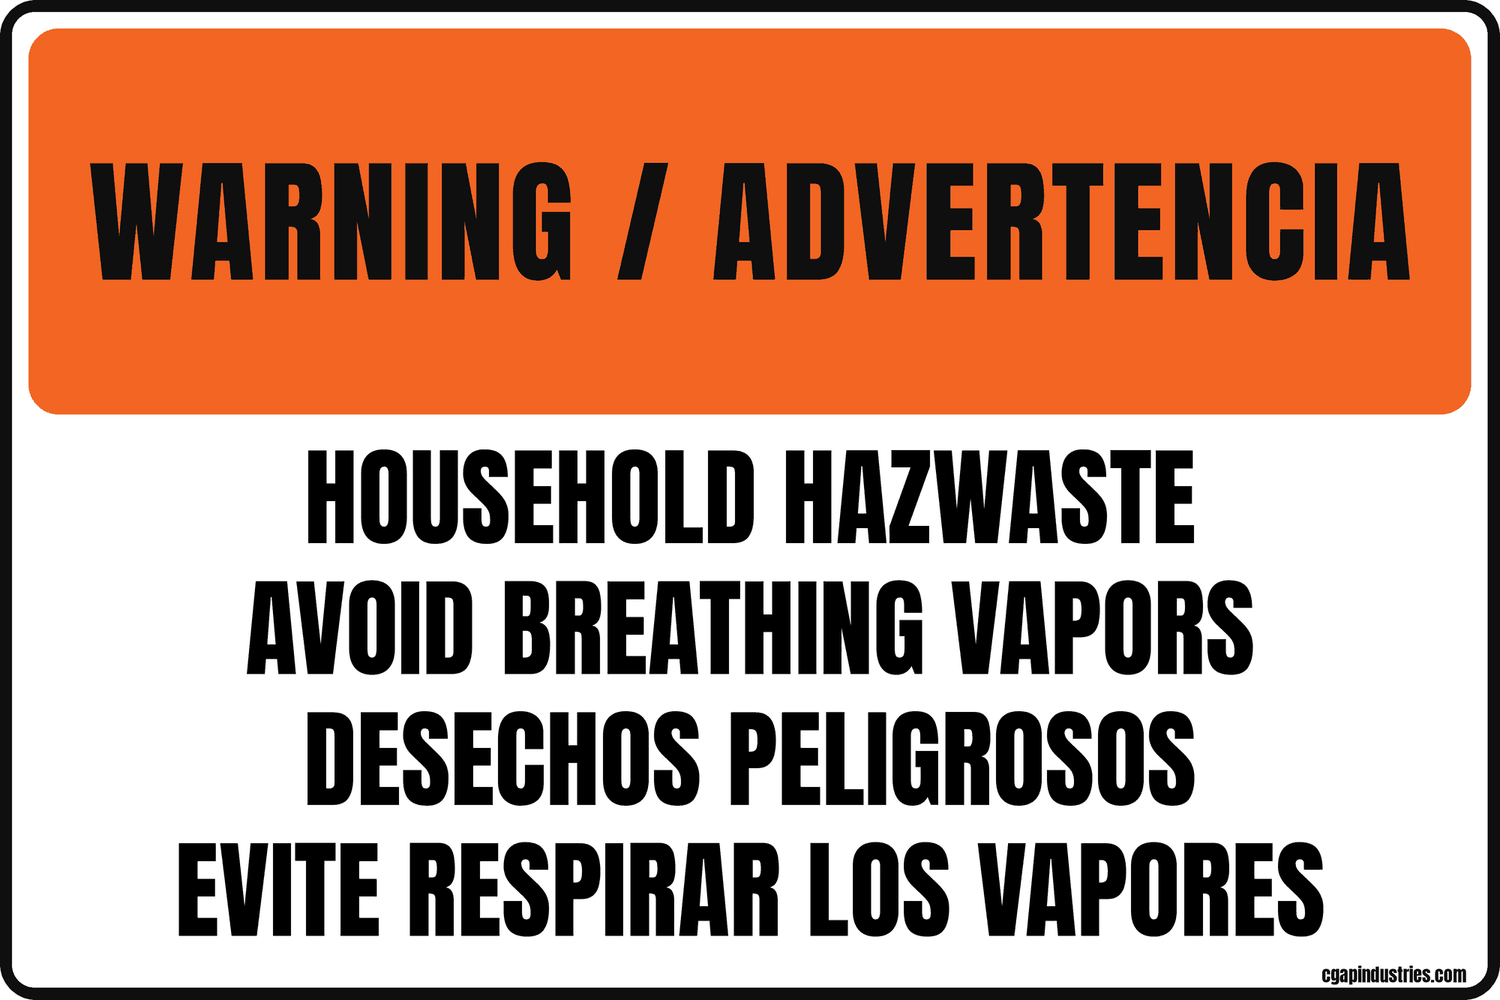 WARNING / ADVERTENCIA
HOUSEHOLD HAZWASTE
AVOID BREATHING VAPORS
DESECHOS PELIGROSOS
EVITE RESPIRAR LOS VAPORES
cgapindustries.com